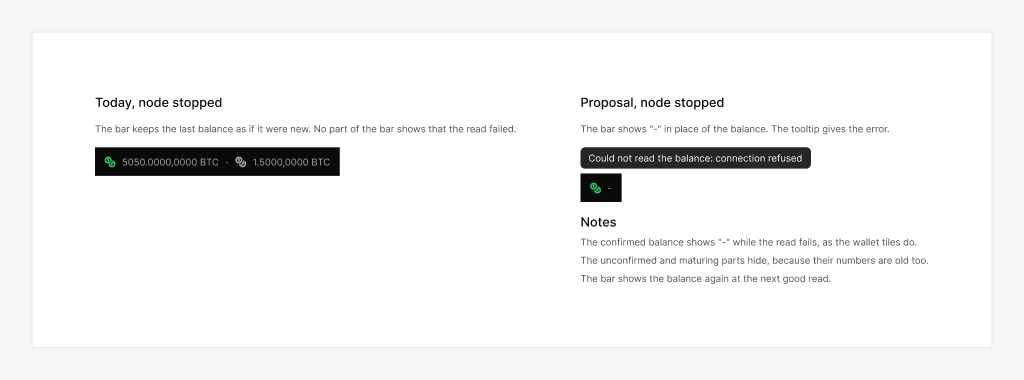 Today, node stopped
The bar keeps the last balance as if it were new. No part of the bar shows that the read failed.
5050.0000,0000 BTC · 1.5000,0000 BTC
Proposal, node stopped
The bar shows "-" in place of the balance. The tooltip gives the error.
Could not read the balance: connection refused
-
Notes
The confirmed balance shows "-" while the read fails, as the wallet tiles do.
The unconfirmed and maturing parts hide, because their numbers are old too.
The bar shows the balance again at the next good read.